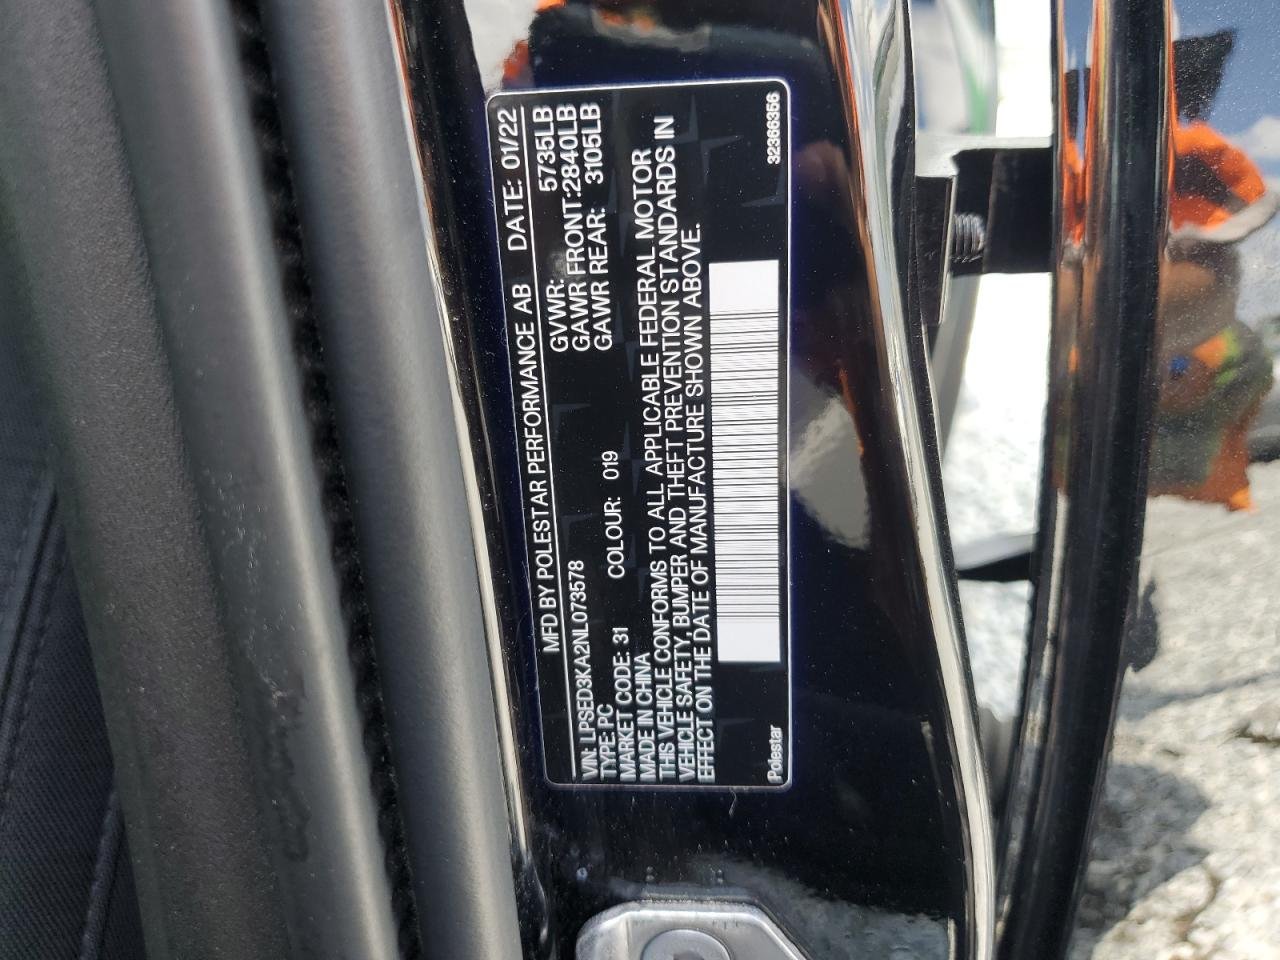 MFD BY POLESTAR PERFORMANCE AB DATE: 01/22
VIN: LPSED3KA2NL073578 GVWR: 5735LB
TYPE: PC GAWR FRONT:2840LB
MARKET CODE: 31 COLOUR: 019 GAWR REAR: 3105LB
MADE IN CHINA
THIS VEHICLE CONFORMS TO ALL APPLICABLE FEDERAL MOTOR
VEHICLE SAFETY, BUMPER AND THEFT PREVENTION STANDARDS IN
EFFECT ON THE DATE OF MANUFACTURE SHOWN ABOVE.
Polestar 32366356